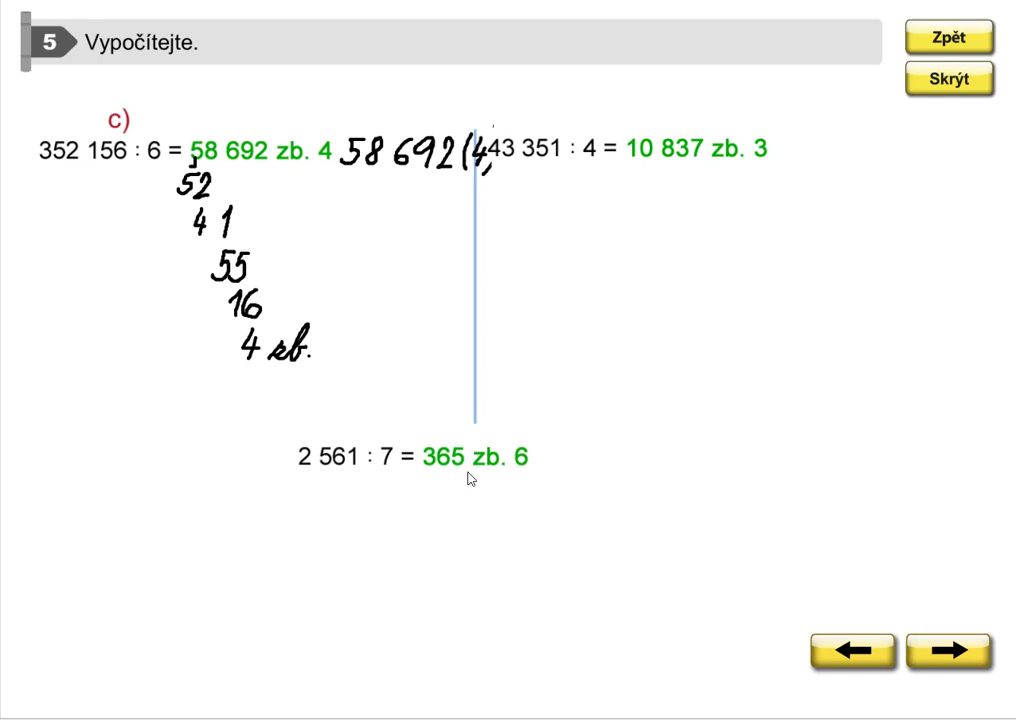 5 Vypočítejte.
Zpět
Skrýt
c)
352 156 : 6 = 58 692 zb. 4 58 692 (4,
43 351 : 4 = 10 837 zb. 3
52
41
55
16
4 zb.
2 561 : 7 = 365 zb. 6